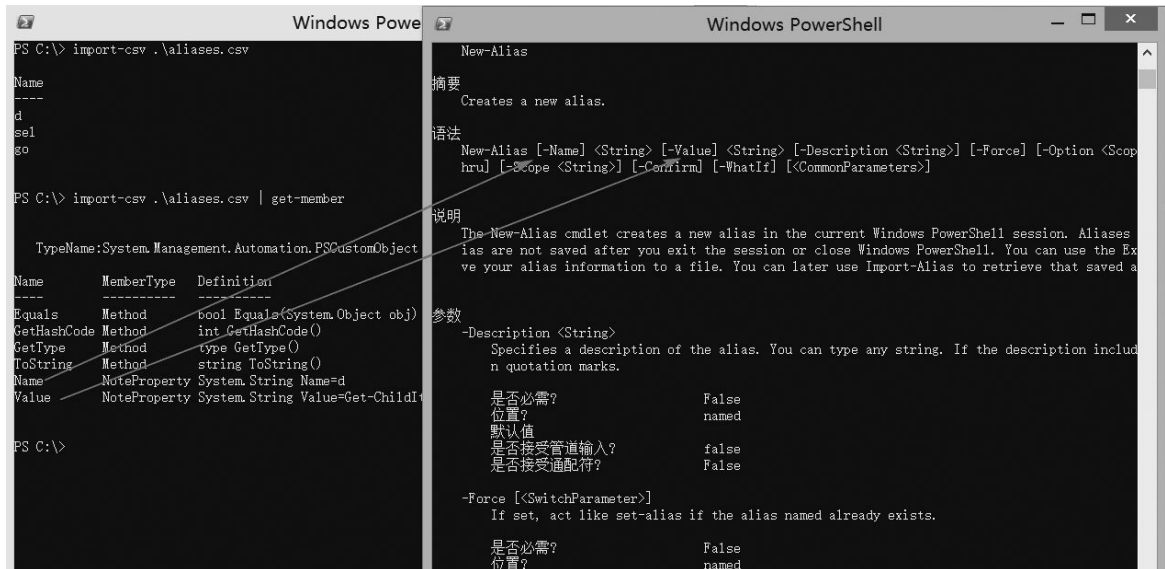 Windows Powe
PS C:\> import-csv .\aliases.csv
Name
----
d
sel
go
PS C:\> import-csv .\aliases.csv | get-member
TypeName:System.Management.Automation.PSCustomObject
Name MemberType Definition
---- ---------- ----------
Equals Method bool Equals(System.Object obj)
GetHashCode Method int GetHashCode()
GetType Method type GetType()
ToString Method string ToString()
Name NoteProperty System.String Name=d
Value NoteProperty System.String Value=Get-ChildIt
PS C:\>
Windows PowerShell
New-Alias
摘要
Creates a new alias.
语法
New-Alias [-Name] <String> [-Value] <String> [-Description <String>] [-Force] [-Option <Scop
hru] [-Scope <String>] [-Confirm] [-WhatIf] [<CommonParameters>]
说明
The New-Alias cmdlet creates a new alias in the current Windows PowerShell session. Aliases
ias are not saved after you exit the session or close Windows PowerShell. You can use the Ex
ve your alias information to a file. You can later use Import-Alias to retrieve that saved a
参数
-Description <String>
Specifies a description of the alias. You can type any string. If the description includ
n quotation marks.
是否必需? False
位置? named
默认值
是否接受管道输入? false
是否接受通配符? False
-Force [<SwitchParameter>]
If set, act like set-alias if the alias named already exists.
是否必需? False
位置? named